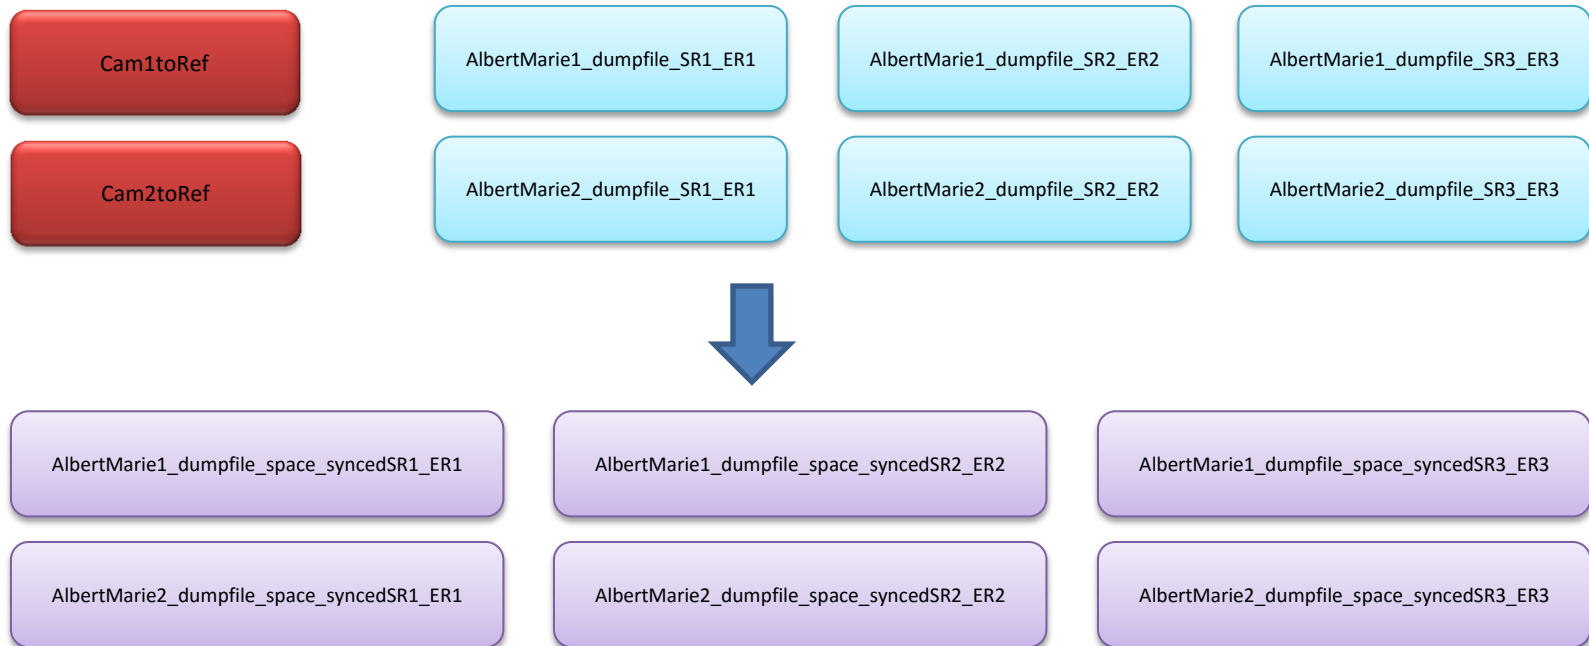 Cam1toRef
AlbertMarie1_dumpfile_SR1_ER1
AlbertMarie1_dumpfile_SR2_ER2
AlbertMarie1_dumpfile_SR3_ER3
Cam2toRef
AlbertMarie2_dumpfile_SR1_ER1
AlbertMarie2_dumpfile_SR2_ER2
AlbertMarie2_dumpfile_SR3_ER3
AlbertMarie1_dumpfile_space_syncedSR1_ER1
AlbertMarie1_dumpfile_space_syncedSR2_ER2
AlbertMarie1_dumpfile_space_syncedSR3_ER3
AlbertMarie2_dumpfile_space_syncedSR1_ER1
AlbertMarie2_dumpfile_space_syncedSR2_ER2
AlbertMarie2_dumpfile_space_syncedSR3_ER3